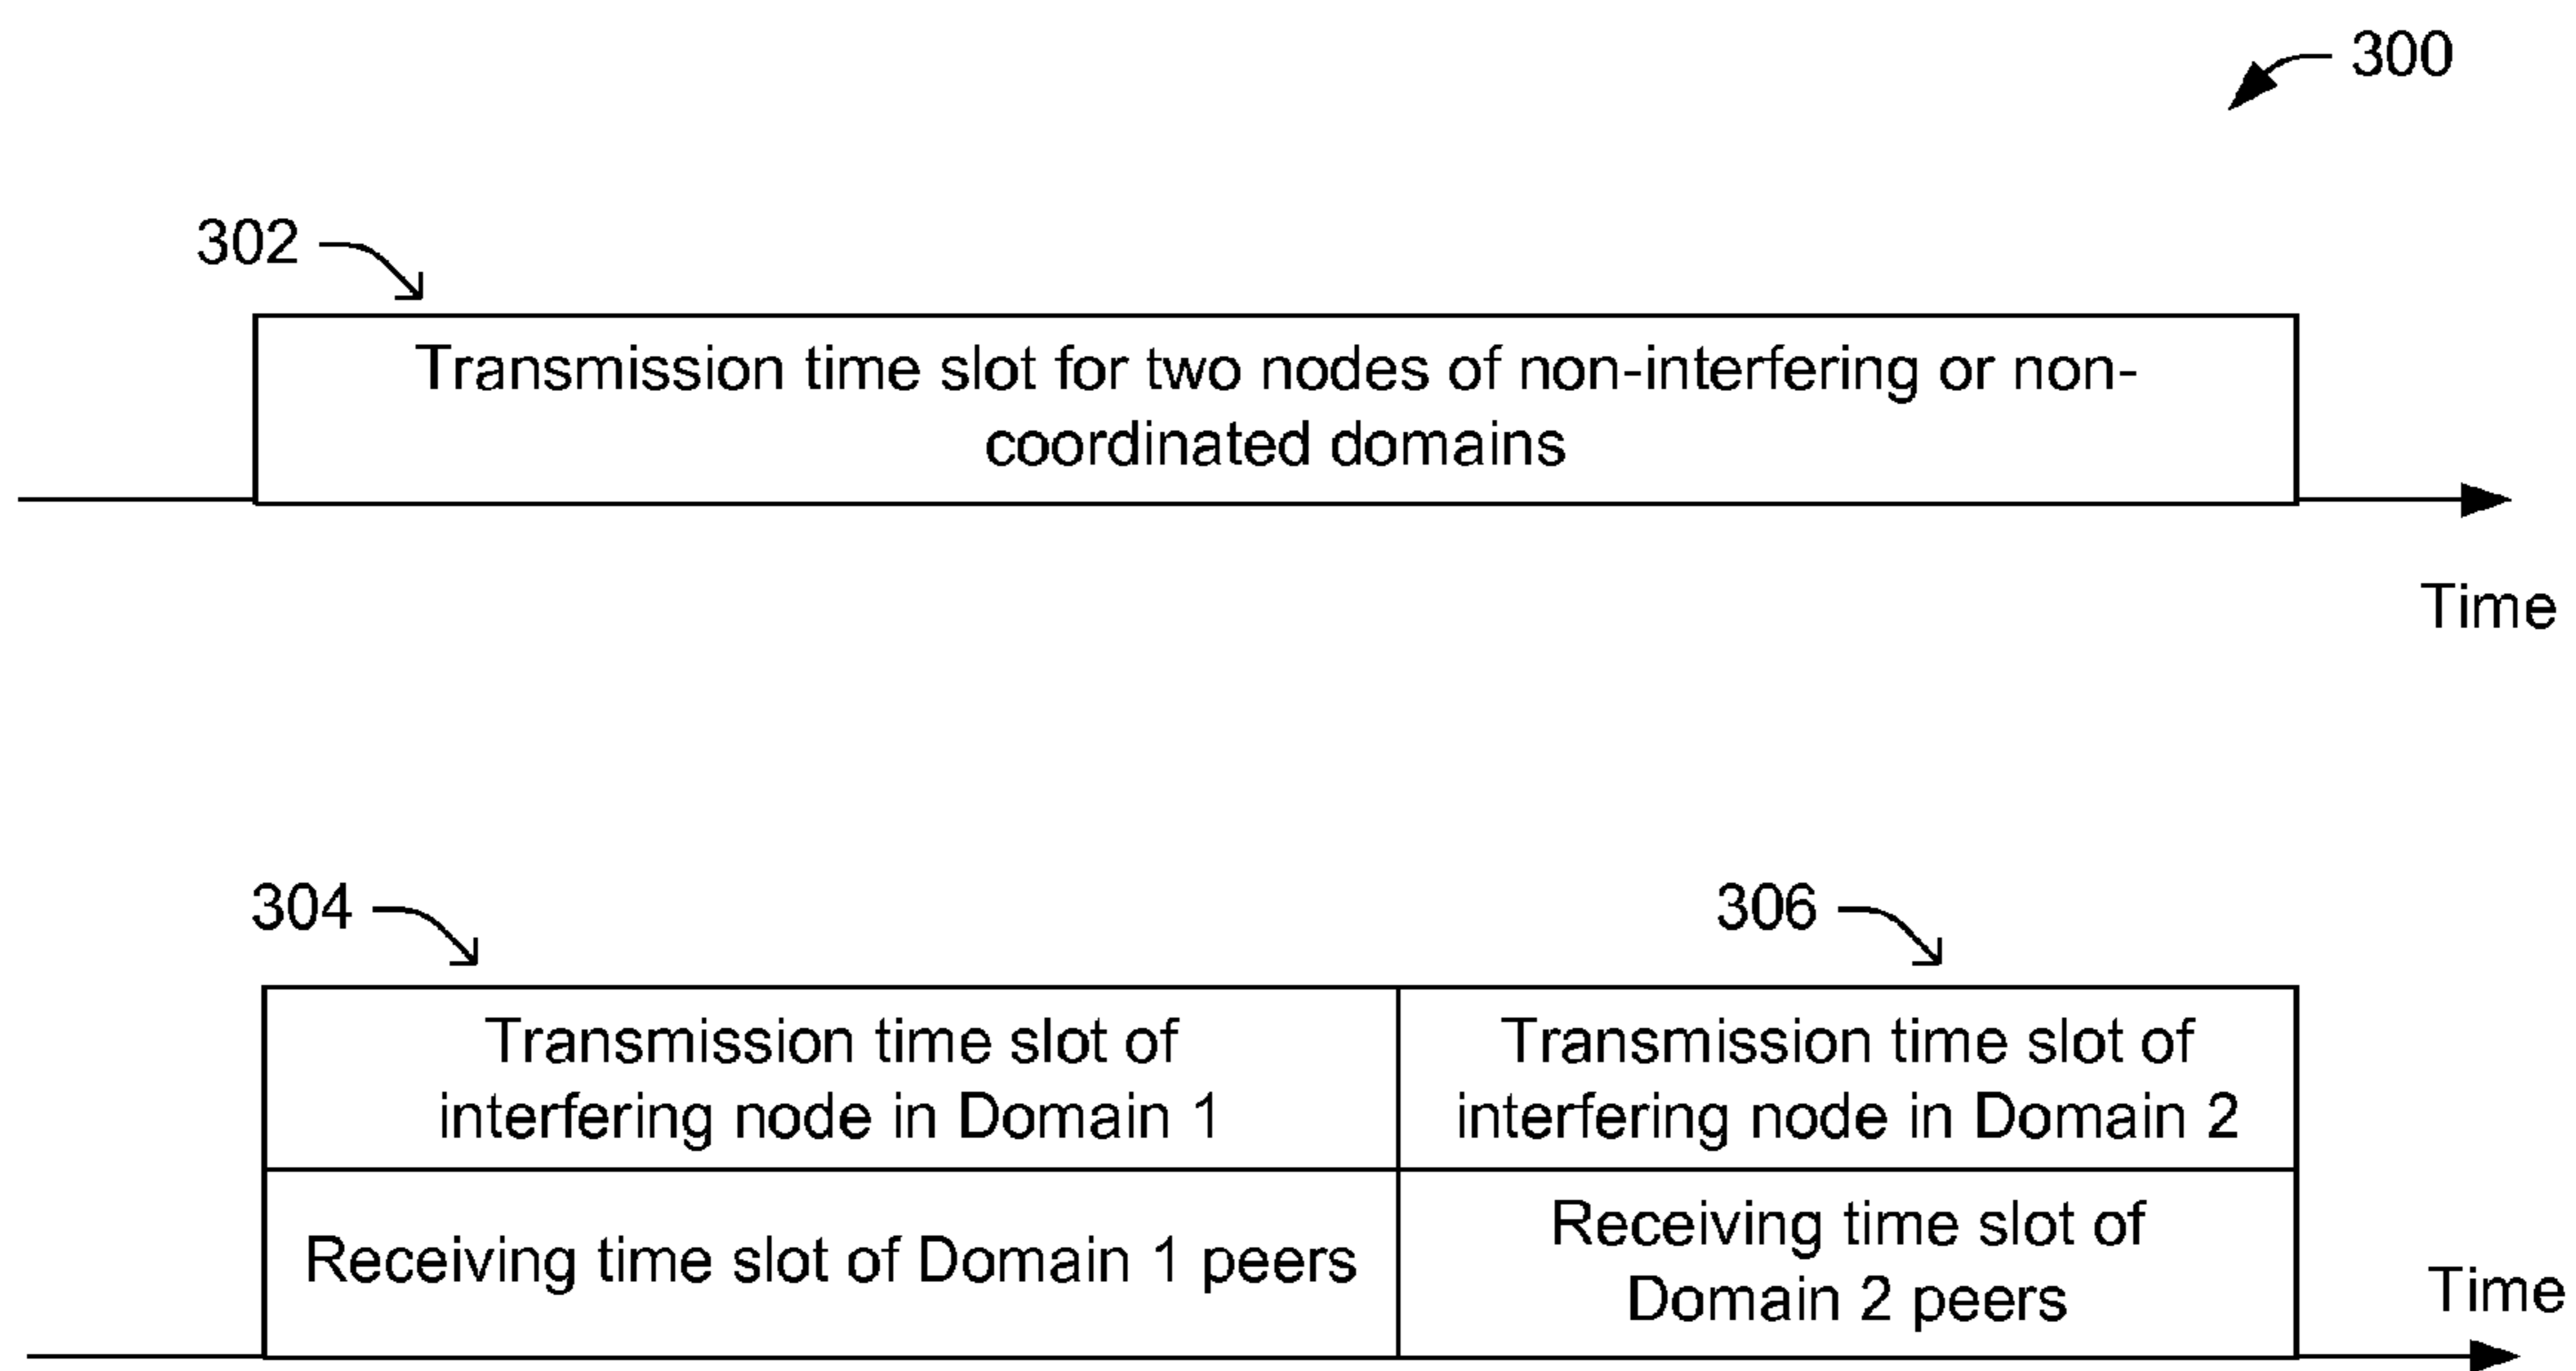 300
302
Transmission time slot for two nodes of non-interfering or non-
coordinated domains
Time
304
306
Transmission time slot of
interfering node in Domain 1
Transmission time slot of
interfering node in Domain 2
Receiving time slot of Domain 1 peers
Receiving time slot of
Domain 2 peers
Time